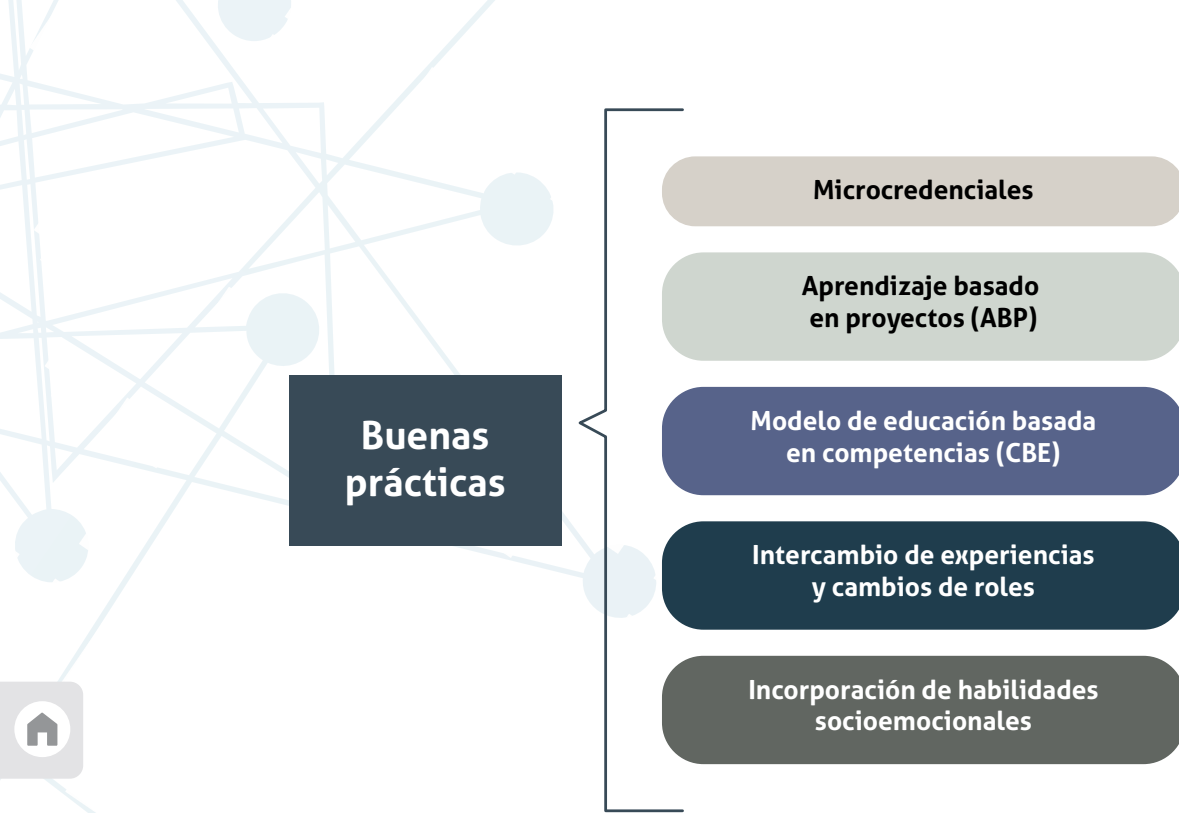 Buenas
prácticas
Microcredenciales
Aprendizaje basado
en proyectos (ABP)
Modelo de educación basada
en competencias (CBE)
Intercambio de experiencias
y cambios de roles
Incorporación de habilidades
socioemocionales